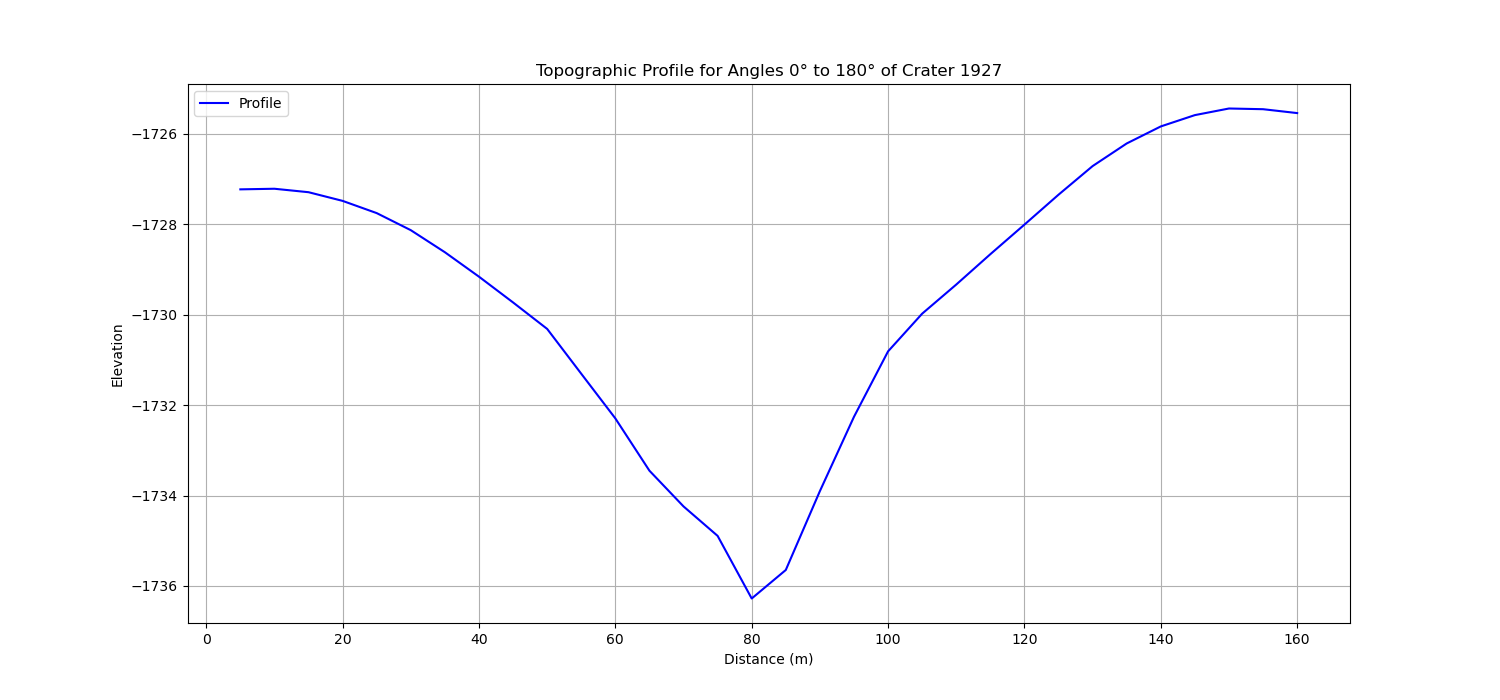 Topographic Profile for Angles 0° to 180° of Crater 1927
Profile
Elevation
−1726
−1728
−1730
−1732
−1734
−1736
0 20 40 60 80 100 120 140 160
Distance (m)